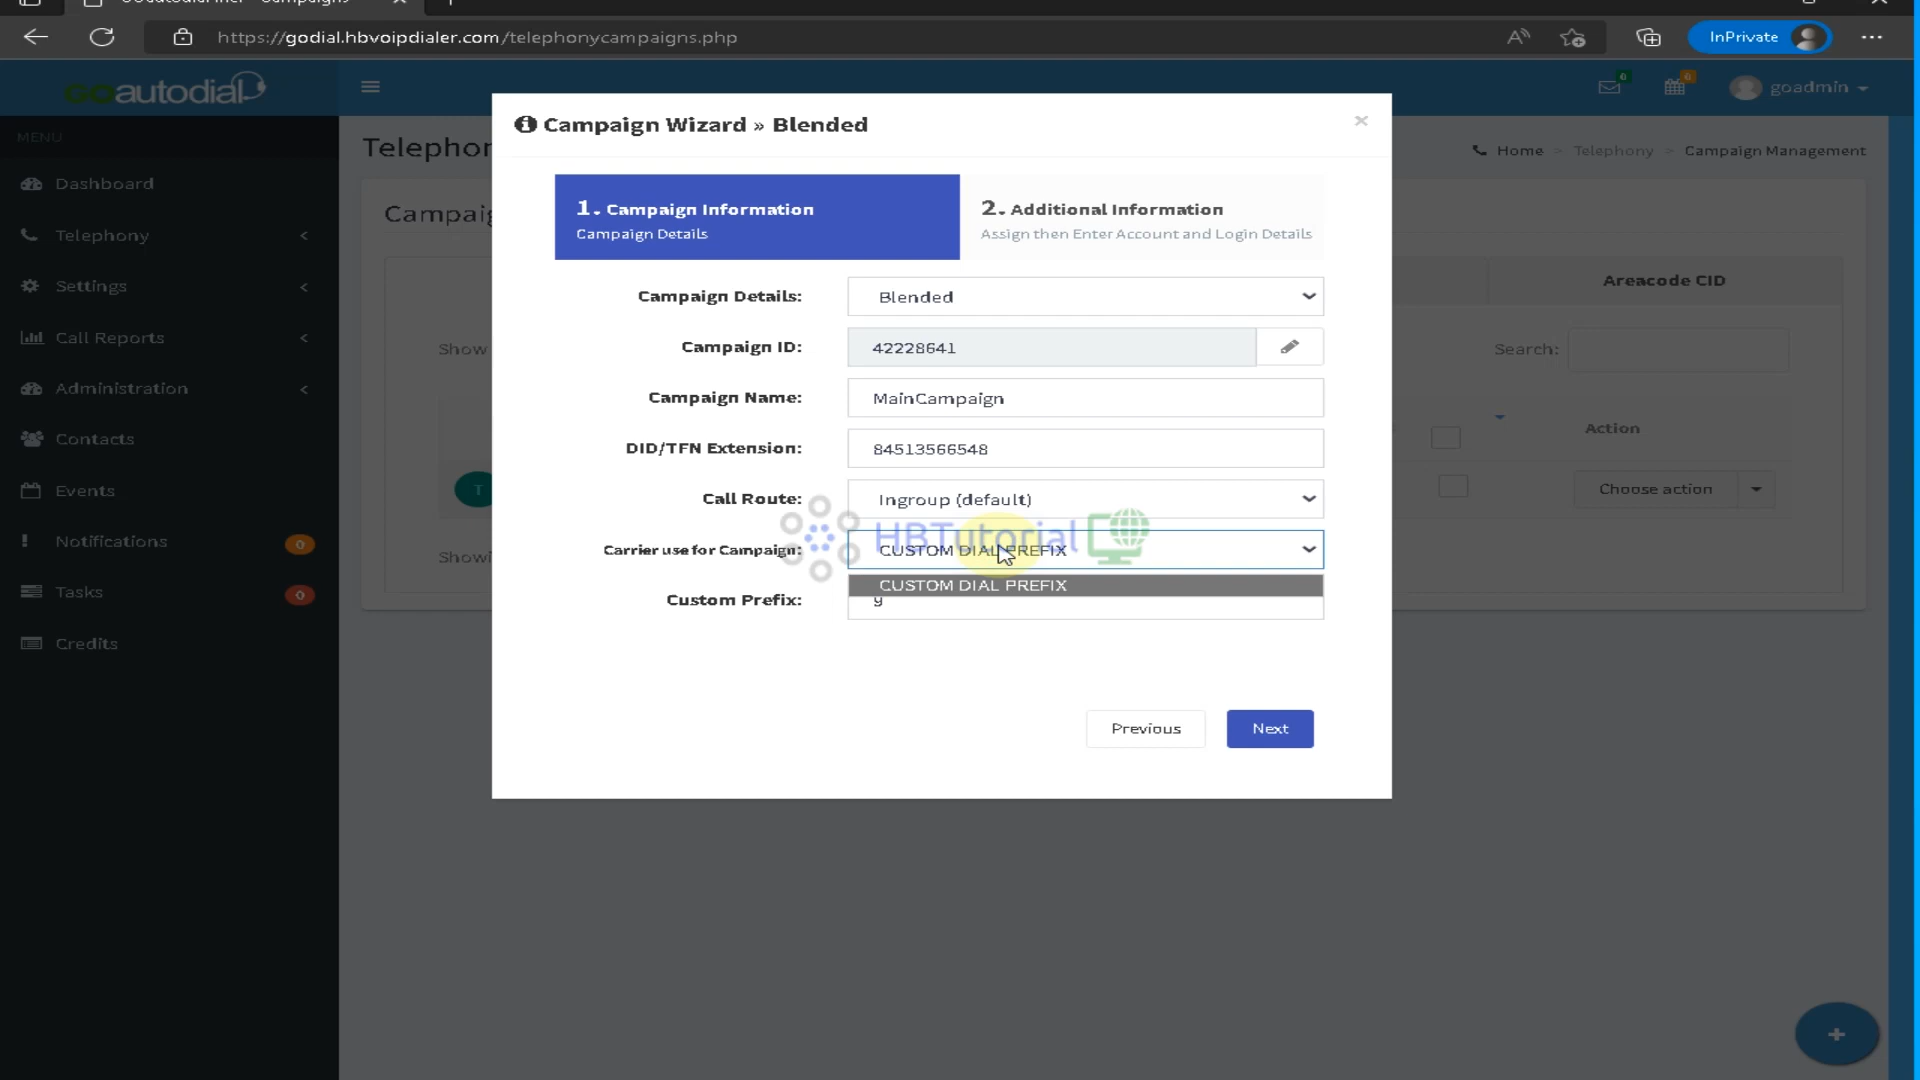 https://godial.hbvoipdialer.com/telephonycampaigns.php
InPrivate
GOautodial
0
0
goadmin
MENU
Dashboard
Telephony
Settings
Call Reports
Administration
Contacts
Events
Notifications 0
Tasks 0
Credits
Home > Telephony > Campaign Management
Areacode CID
Show
Search:
Action
T
Choose action
Campaign Wizard » Blended
×
1. Campaign Information
Campaign Details
2. Additional Information
Assign then Enter Account and Login Details
Campaign Details: Blended
Campaign ID: 42228641
Campaign Name: MainCampaign
DID/TFN Extension: 84513566548
Call Route: Ingroup (default)
HBTutorial
Carrier use for Campaign: CUSTOM DIAL PREFIX
CUSTOM DIAL PREFIX
Custom Prefix:
Previous
Next
+